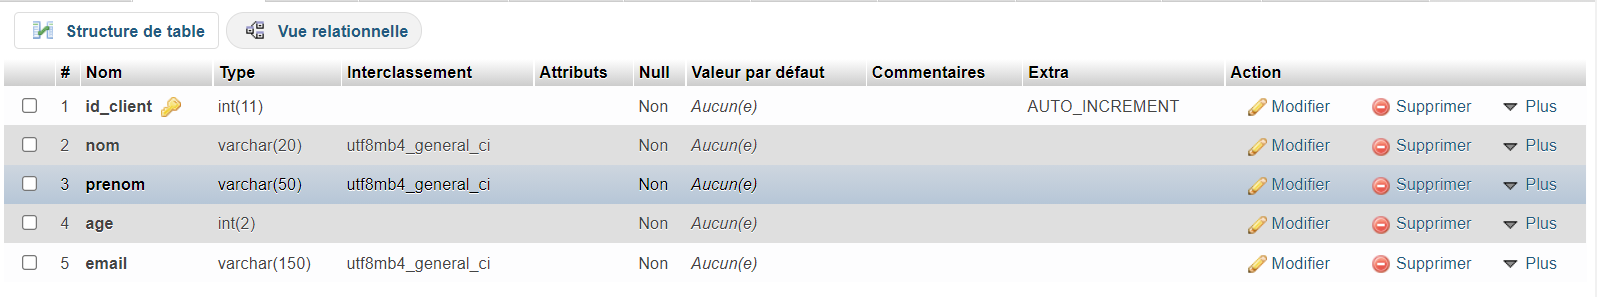 Structure de table Vue relationnelle
# Nom Type Interclassement Attributs Null Valeur par défaut Commentaires Extra Action
1 id_client int(11) Non Aucun(e) AUTO_INCREMENT Modifier Supprimer Plus
2 nom varchar(20) utf8mb4_general_ci Non Aucun(e) Modifier Supprimer Plus
3 prenom varchar(50) utf8mb4_general_ci Non Aucun(e) Modifier Supprimer Plus
4 age int(2) Non Aucun(e) Modifier Supprimer Plus
5 email varchar(150) utf8mb4_general_ci Non Aucun(e) Modifier Supprimer Plus